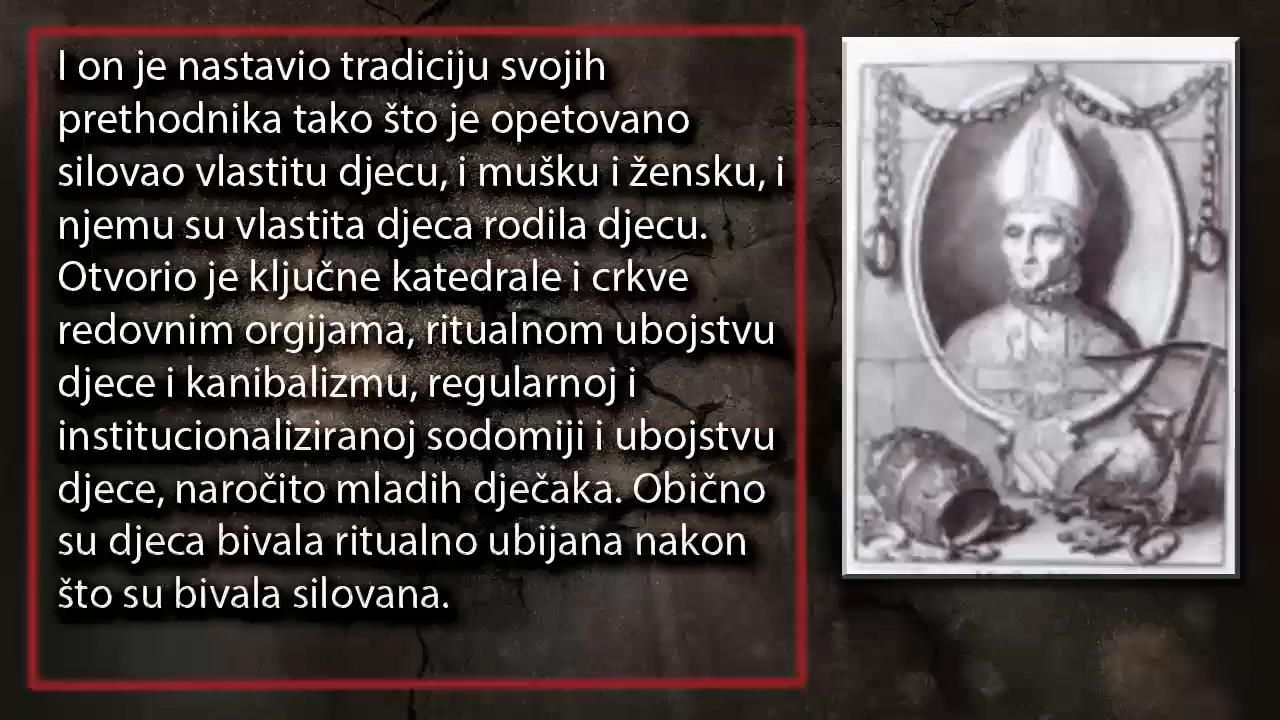 I on je nastavio tradiciju svojih
prethodnika tako što je opetovano
silovao vlastitu djecu, i mušku i žensku, i
njemu su vlastita djeca rodila djecu.
Otvorio je ključne katedrale i crkve
redovnim orgijama, ritualnom ubojstvu
djece i kanibalizmu, regularnoj i
institucionaliziranoj sodomiji i ubojstvu
djece, naročito mladih dječaka. Obično
su djeca bivala ritualno ubijana nakon
što su bivala silovana.